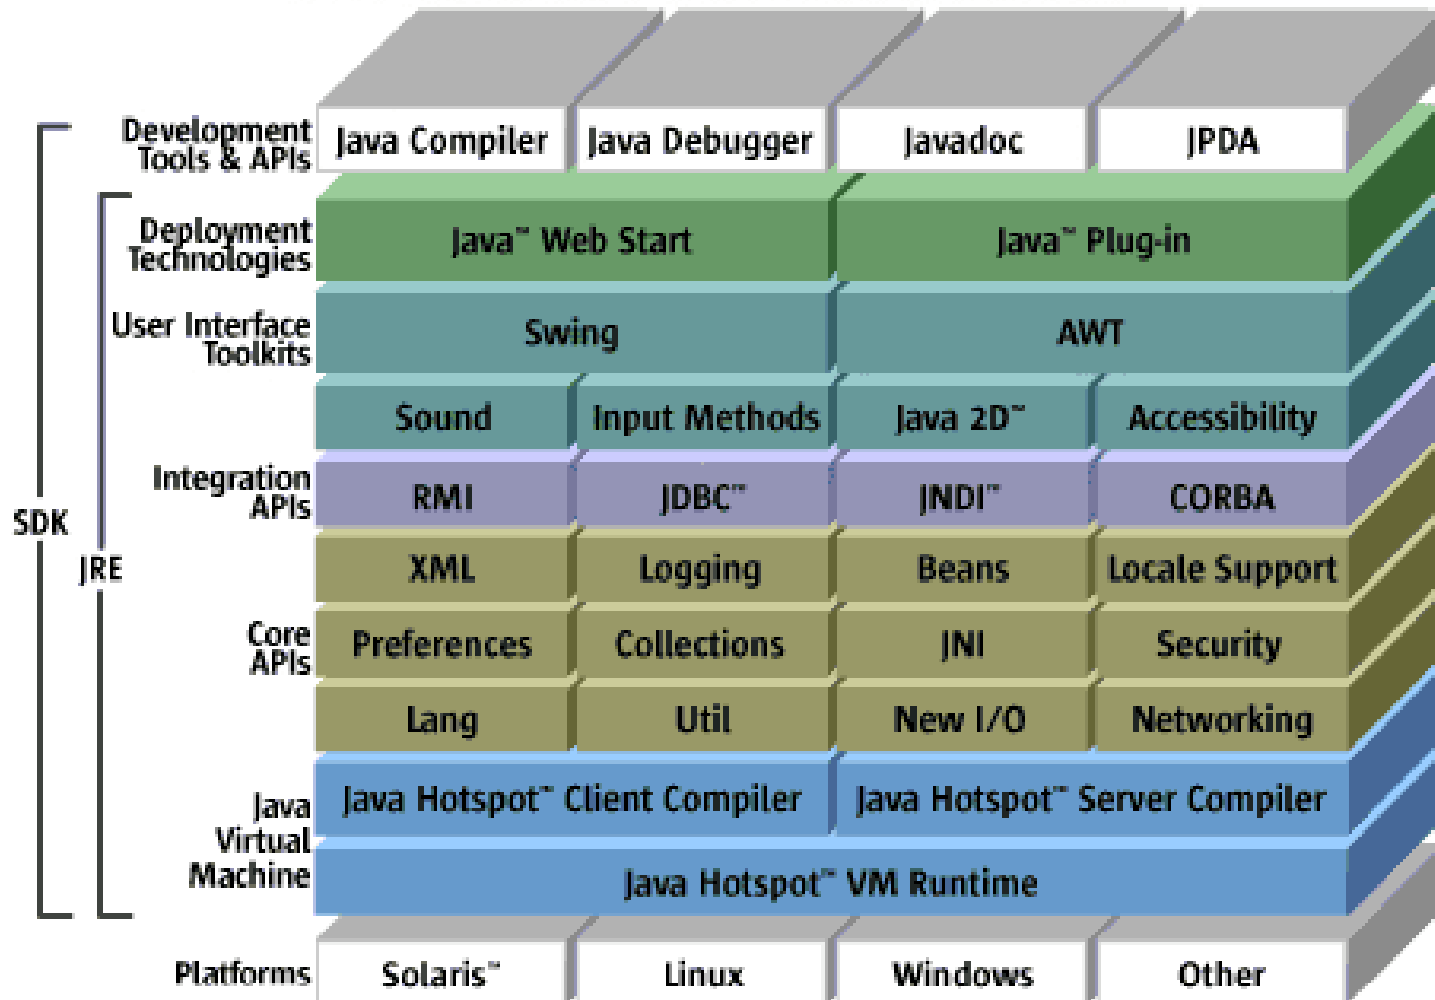 Development
Tools & APIs
Java Compiler
Java Debugger
Javadoc
JPDA
Deployment
Technologies
Java™ Web Start
Java™ Plug-in
User Interface
Toolkits
Swing
AWT
Sound
Input Methods
Java 2D™
Accessibility
Integration
APIs
RMI
JDBC™
JNDI™
CORBA
SDK
JRE
XML
Logging
Beans
Locale Support
Core
APIs
Preferences
Collections
JNI
Security
Lang
Util
New I/O
Networking
Java
Virtual
Machine
Java Hotspot™ Client Compiler
Java Hotspot™ Server Compiler
Java Hotspot™ VM Runtime
Platforms
Solaris™
Linux
Windows
Other